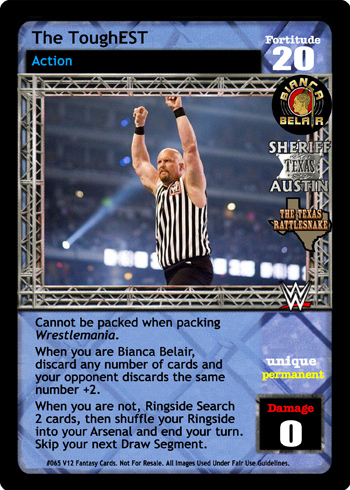 The ToughEST
Fortitude
20
Action
BIANCA
BELAIR
SHERIFF
TEXAS
AUSTIN
THE TEXAS
RATTLESNAKE
W
Cannot be packed when packing
Wrestlemania.
When you are Bianca Belair,
discard any number of cards and
your opponent discards the same
number +2.
When you are not, Ringside Search
2 cards, then shuffle your Ringside
into your Arsenal and end your turn.
Skip your next Draw Segment.
unique
permanent
Damage
0
#065 V12 Fantasy Cards. Not For Resale. All Images Used Under Fair Use Guidelines.